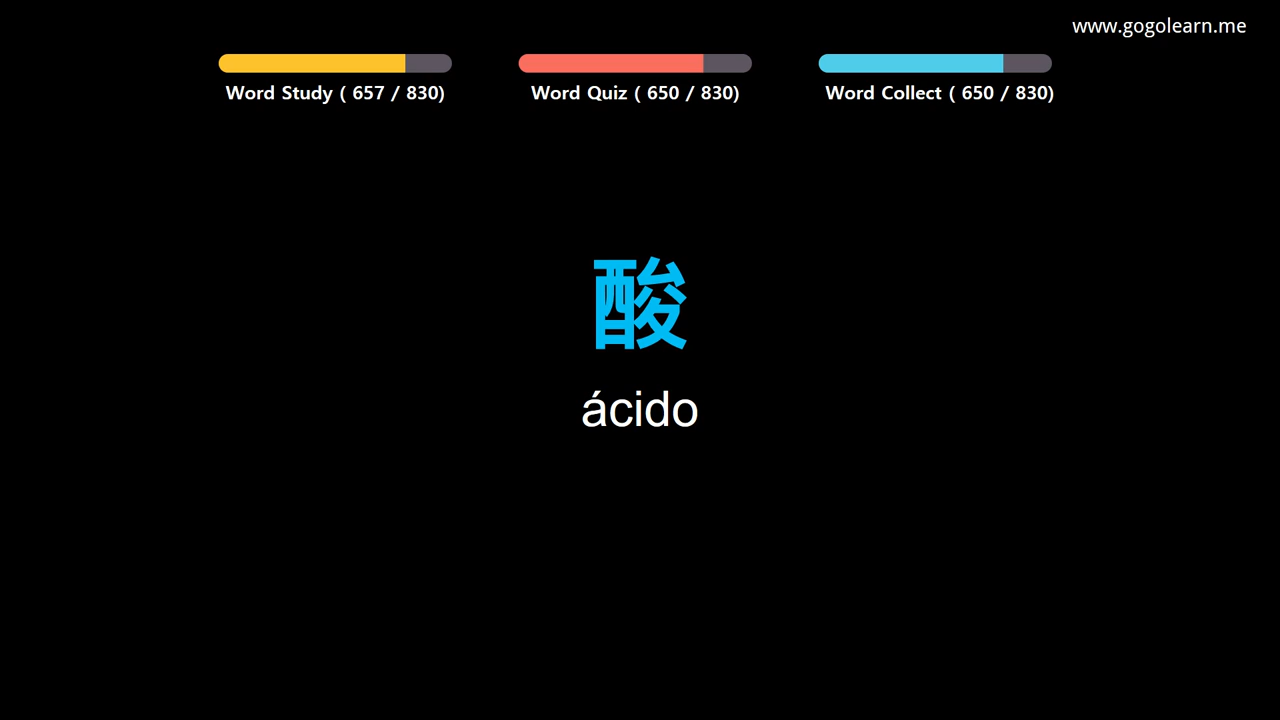 www.gogolearn.me
Word Study ( 657 / 830)
Word Quiz ( 650 / 830)
Word Collect ( 650 / 830)
酸
ácido